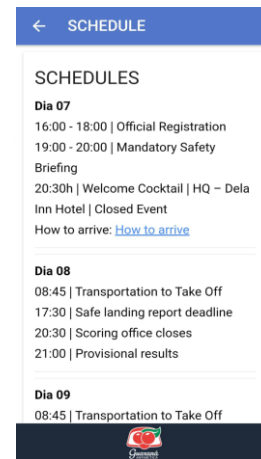 ← SCHEDULE
SCHEDULES
Dia 07
16:00 - 18:00 | Official Registration
19:00 - 20:00 | Mandatory Safety
Briefing
20:30h | Welcome Cocktail | HQ – Dela
Inn Hotel | Closed Event
How to arrive: How to arrive
Dia 08
08:45 | Transportation to Take Off
17:30 | Safe landing report deadline
20:30 | Scoring office closes
21:00 | Provisional results
Dia 09
08:45 | Transportation to Take Off
Guaraná